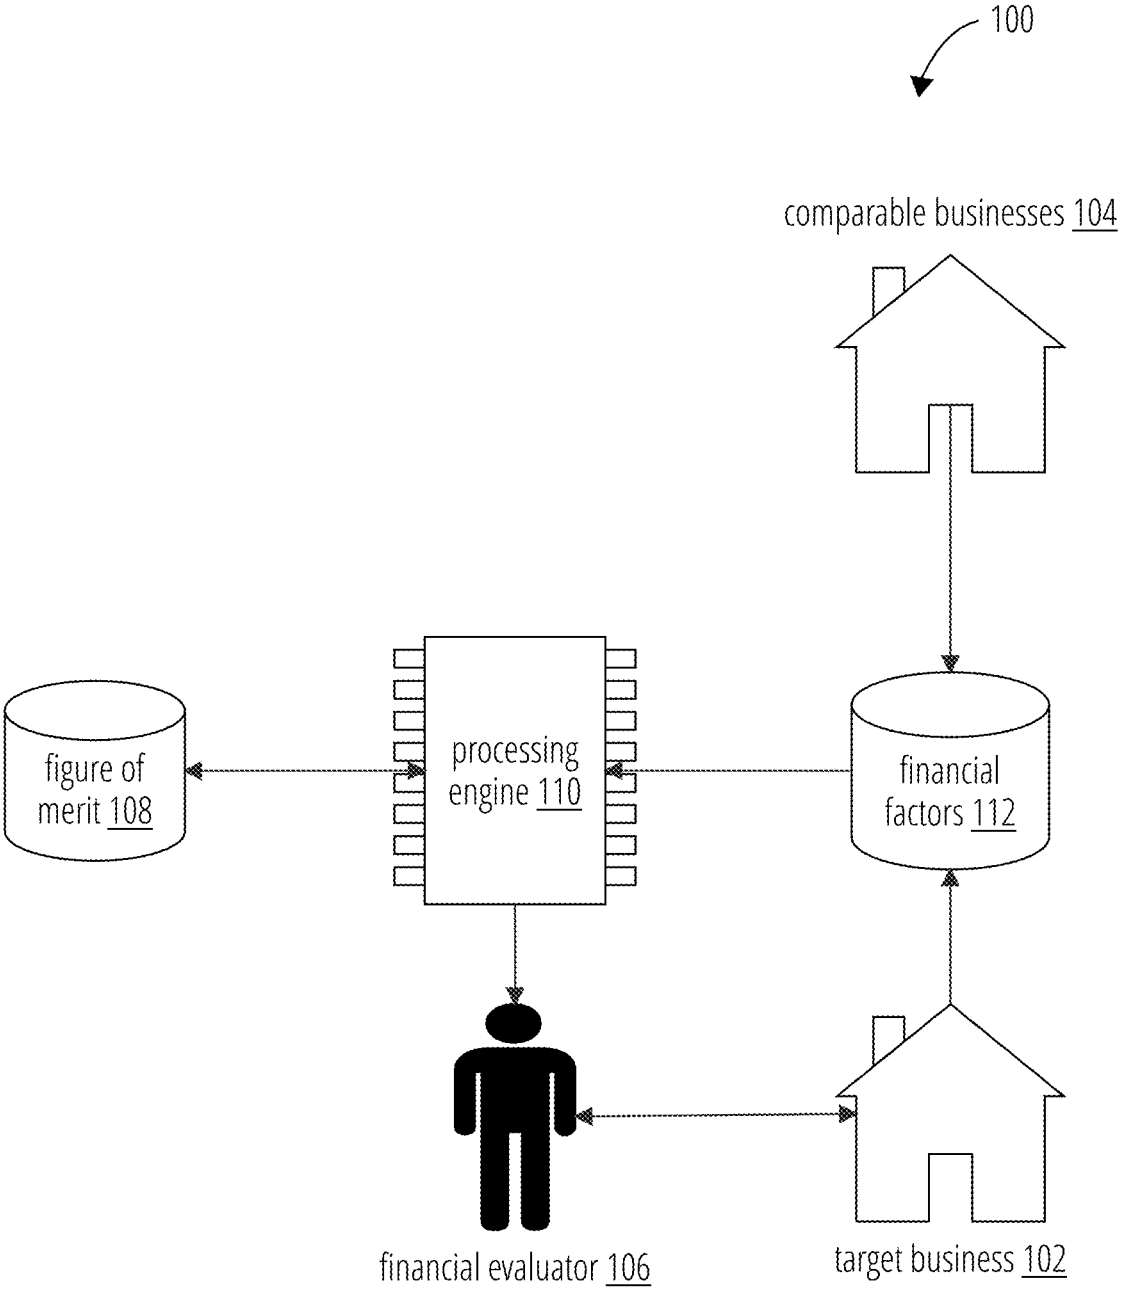 100
comparable businesses 104
figure of
merit 108
processing
engine 110
financial
factors 112
financial evaluator 106
target business 102